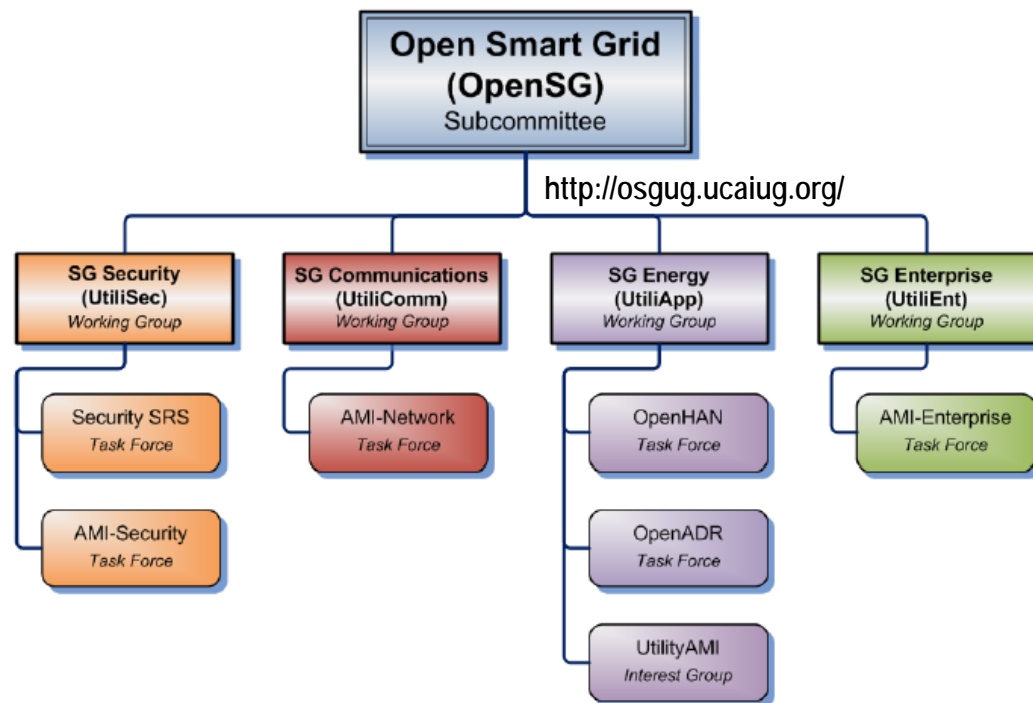 Open Smart Grid
(OpenSG)
Subcommittee
http://osgug.ucaiug.org/
SG Security
(UtiliSec)
Working Group
SG Communications
(UtiliComm)
Working Group
SG Energy
(UtiliApp)
Working Group
SG Enterprise
(UtiliEnt)
Working Group
Security SRS
Task Force
AMI-Network
Task Force
OpenHAN
Task Force
AMI-Enterprise
Task Force
AMI-Security
Task Force
OpenADR
Task Force
UtilityAMI
Interest Group